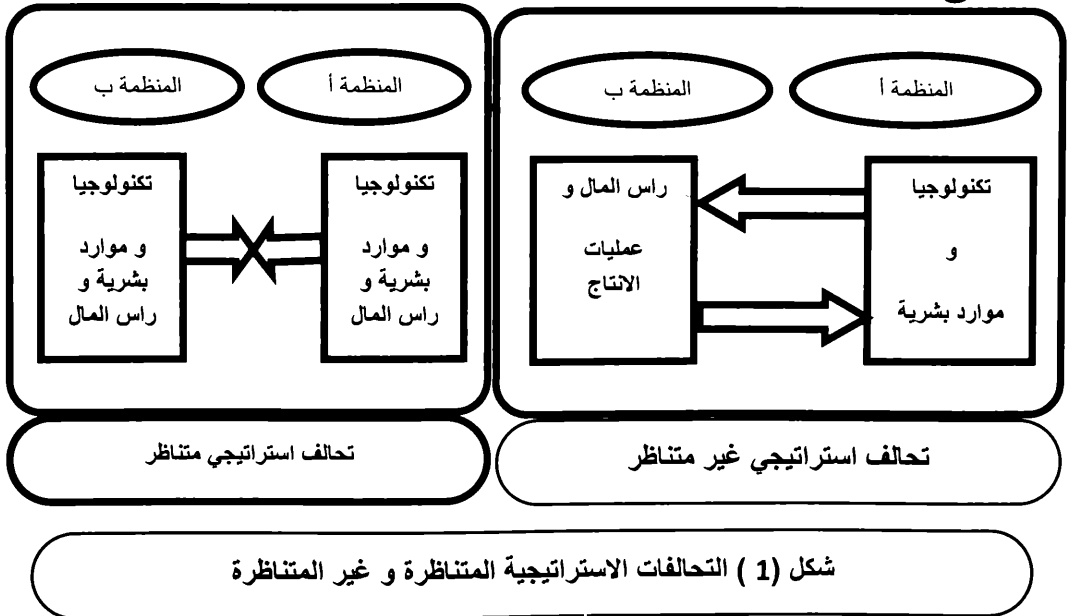 المنظمة أ
المنظمة ب
تكنولوجيا
و
موارد بشرية
راس المال و
عمليات
الانتاج
تحالف استراتيجي غير متناظر
المنظمة أ
المنظمة ب
تكنولوجيا
و موارد
بشرية و
راس المال
تكنولوجيا
و موارد
بشرية و
راس المال
تحالف استراتيجي متناظر
شكل (1 ) التحالفات الاستراتيجية المتناظرة و غير المتناظرة